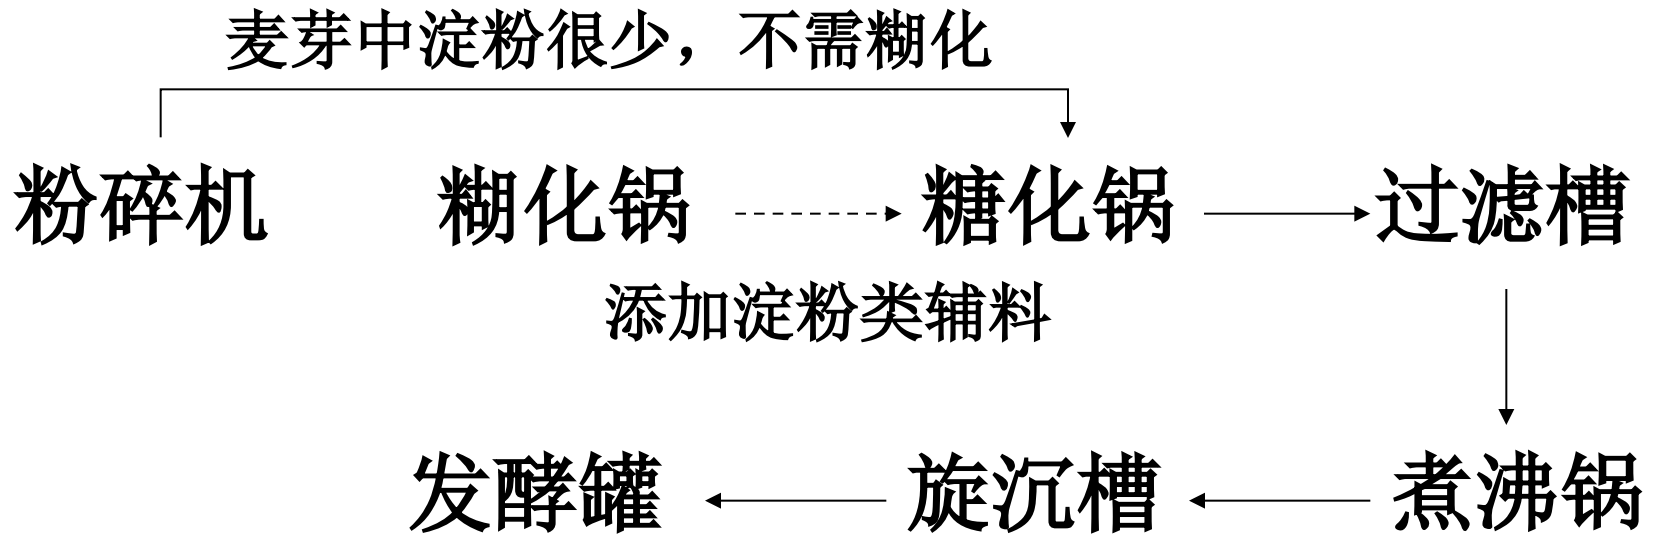 麦芽中淀粉很少，不需糊化
粉碎机 糊化锅 糖化锅 过滤槽
添加淀粉类辅料
发酵罐 旋沉槽 煮沸锅